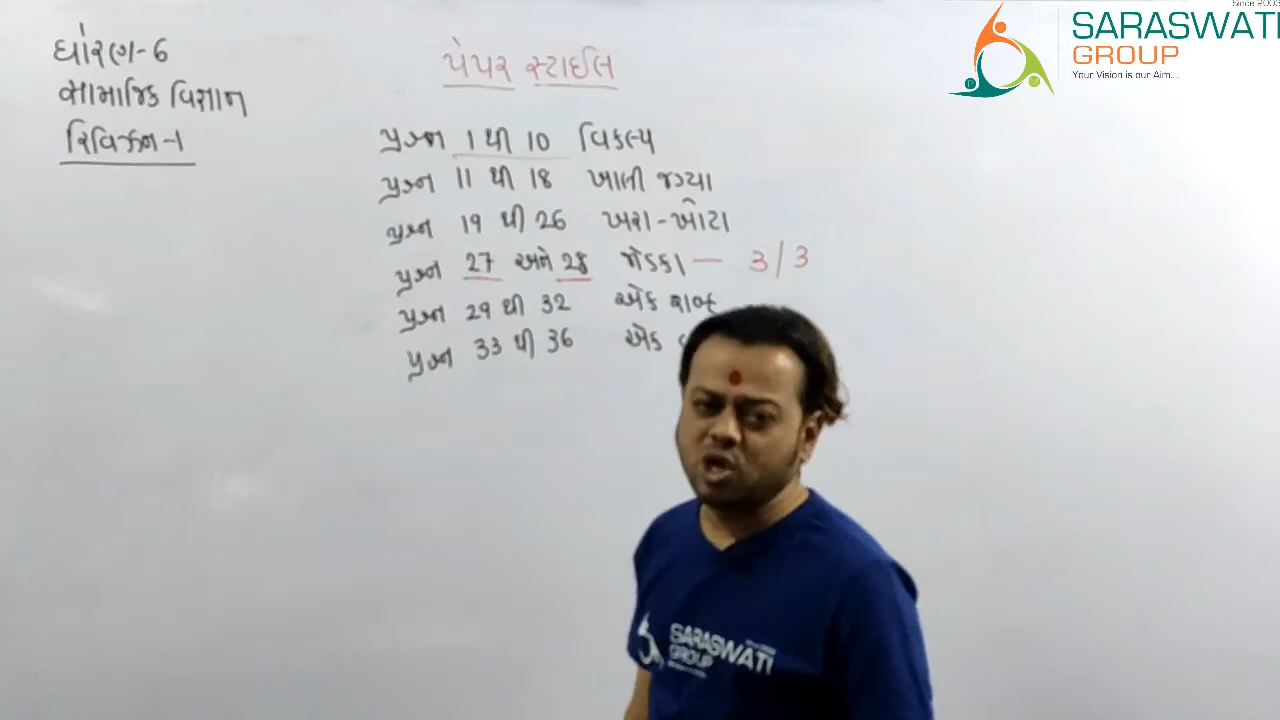 ધોરણ-6
સામાજિક વિજ્ઞાન
રિવિઝન-1
પેપર સ્ટાઈલ
પ્રશ્ન 1 થી 10 વિકલ્પ
પ્રશ્ન 11 થી 18 ખાલી જગ્યા
પ્રશ્ન 19 થી 26 ખરા-ખોટા
પ્રશ્ન 27 અને 28 જોડકા — 3/3
પ્રશ્ન 29 થી 32 એક શબ્દ
પ્રશ્ન 33 થી 36 એક
Since 2003
SARASWATI
GROUP
Your Vision is our Aim...
SARASWATI
GROUP